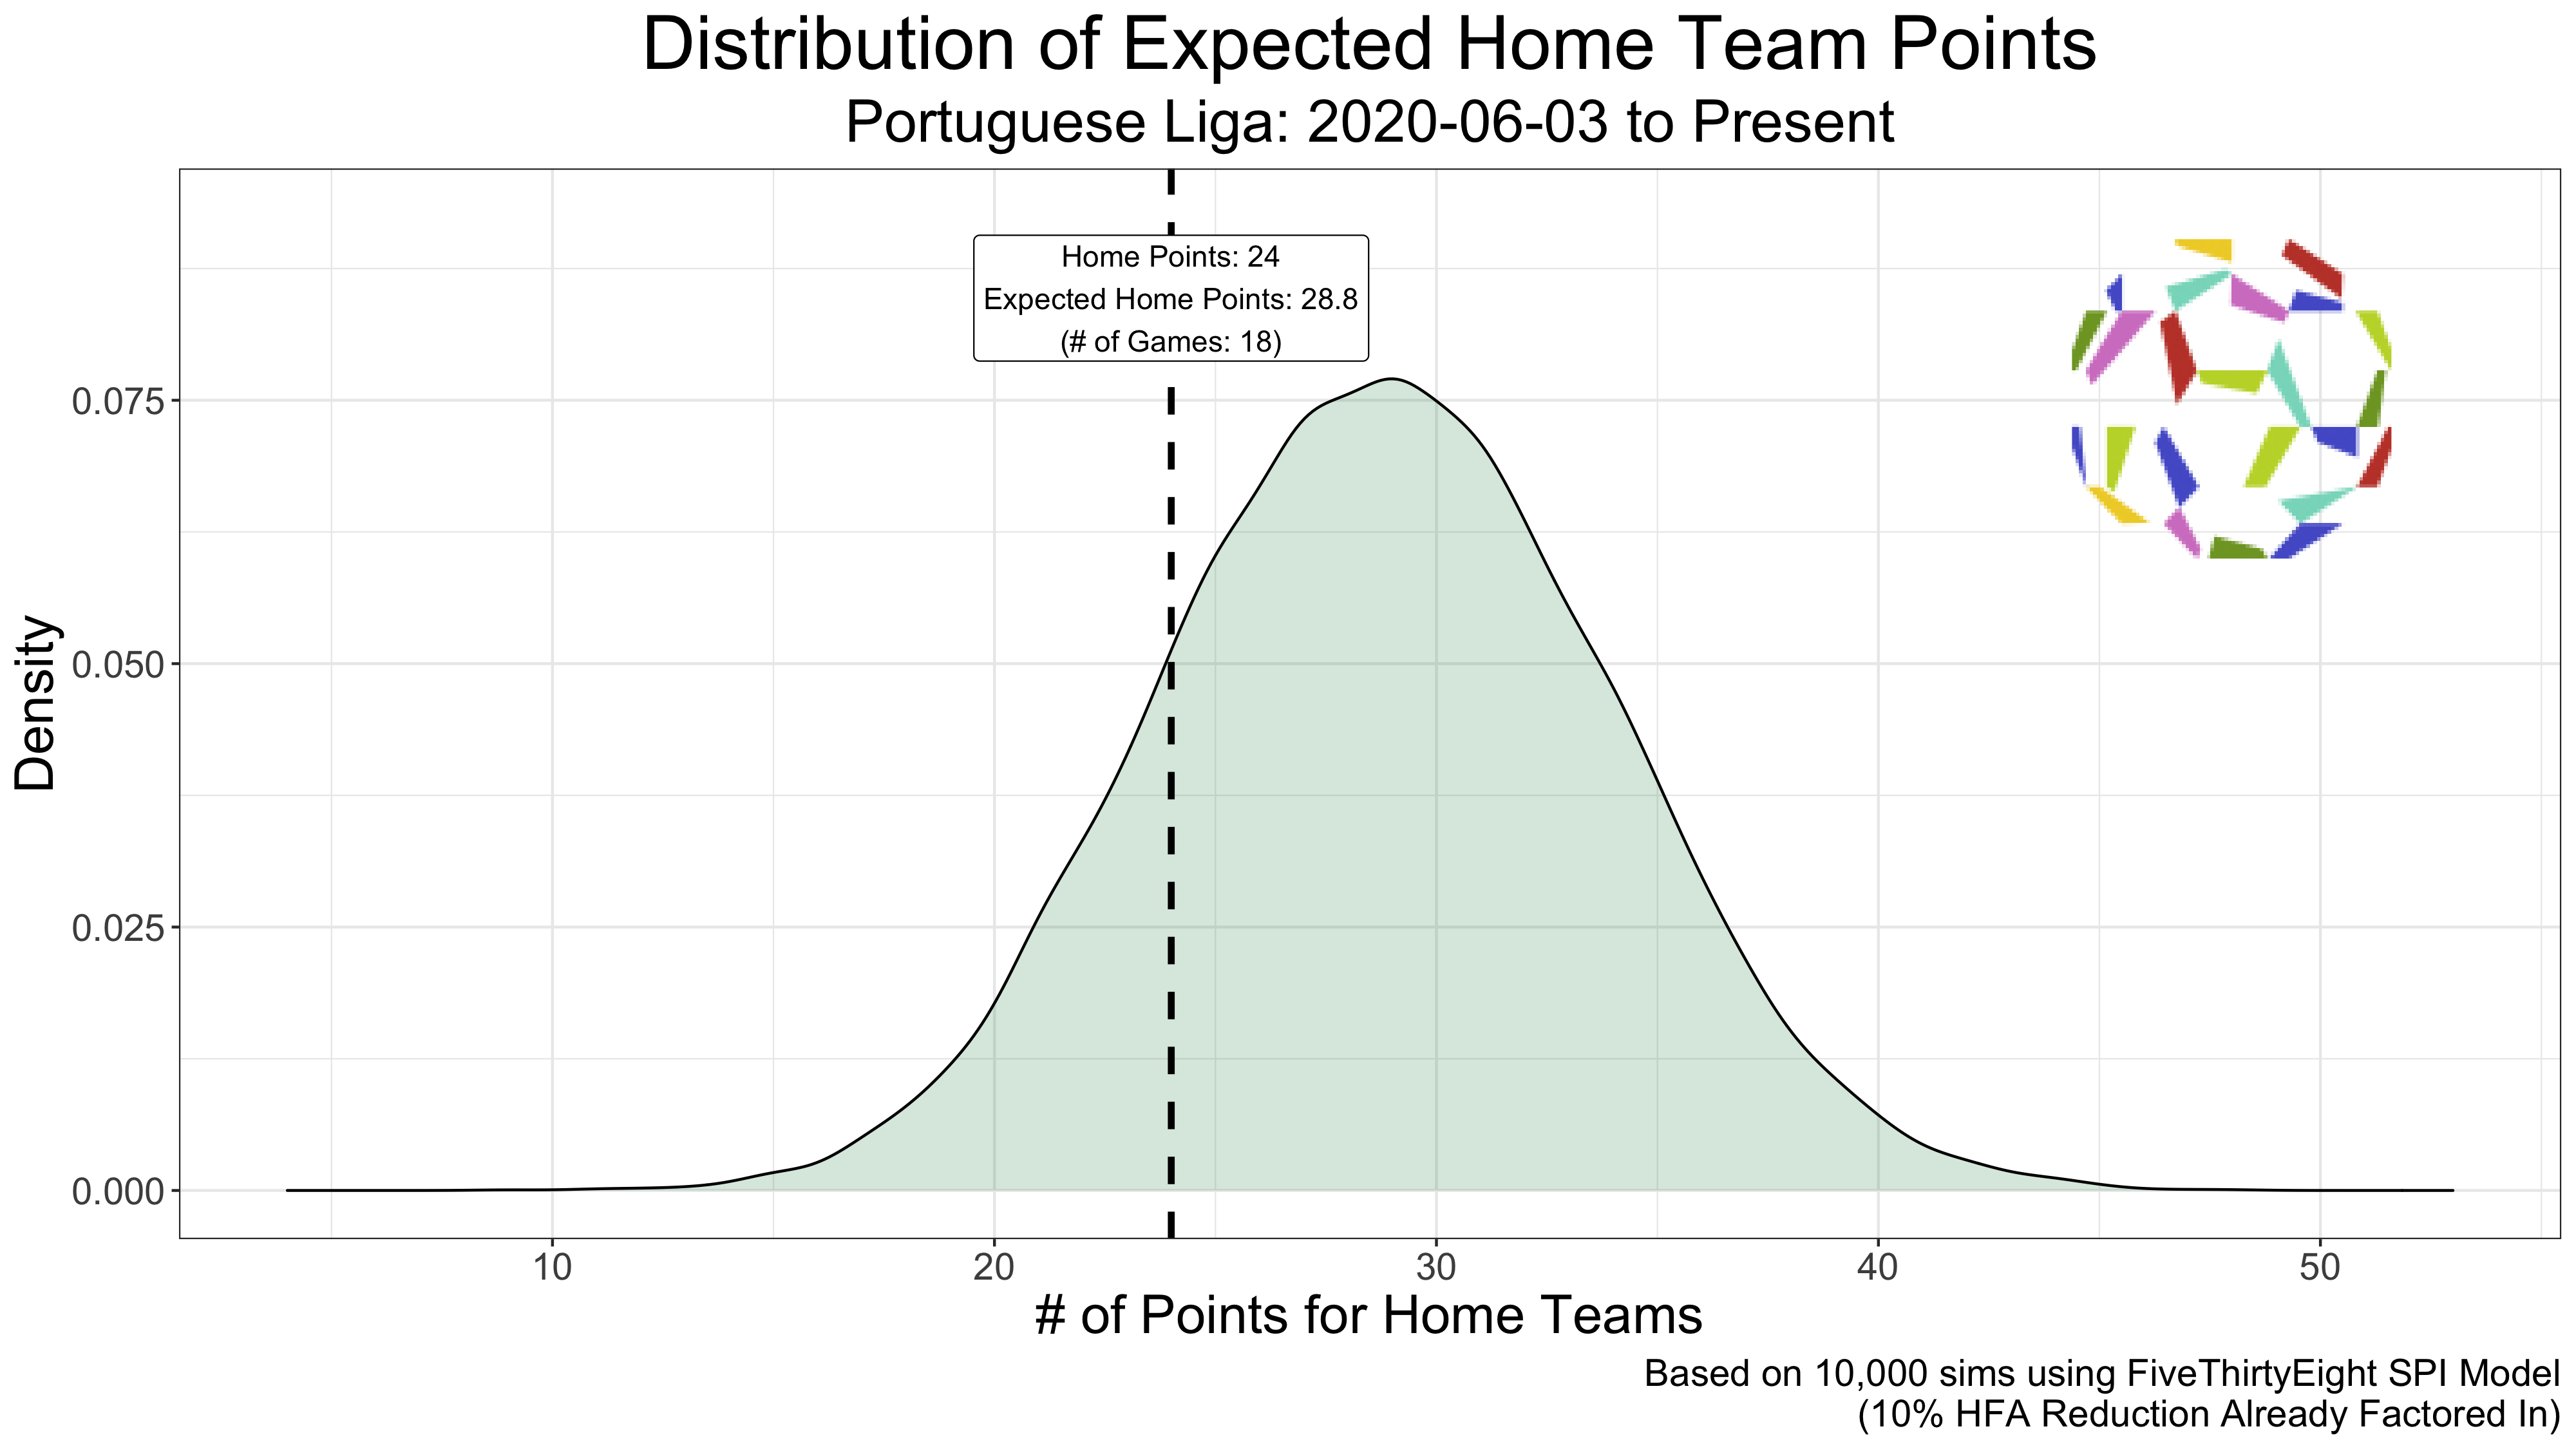 Distribution of Expected Home Team Points
Portuguese Liga: 2020-06-03 to Present
Home Points: 24
Expected Home Points: 28.8
(# of Games: 18)
Density
0.075
0.050
0.025
0.000
10 20 30 40 50
# of Points for Home Teams
Based on 10,000 sims using FiveThirtyEight SPI Model
(10% HFA Reduction Already Factored In)